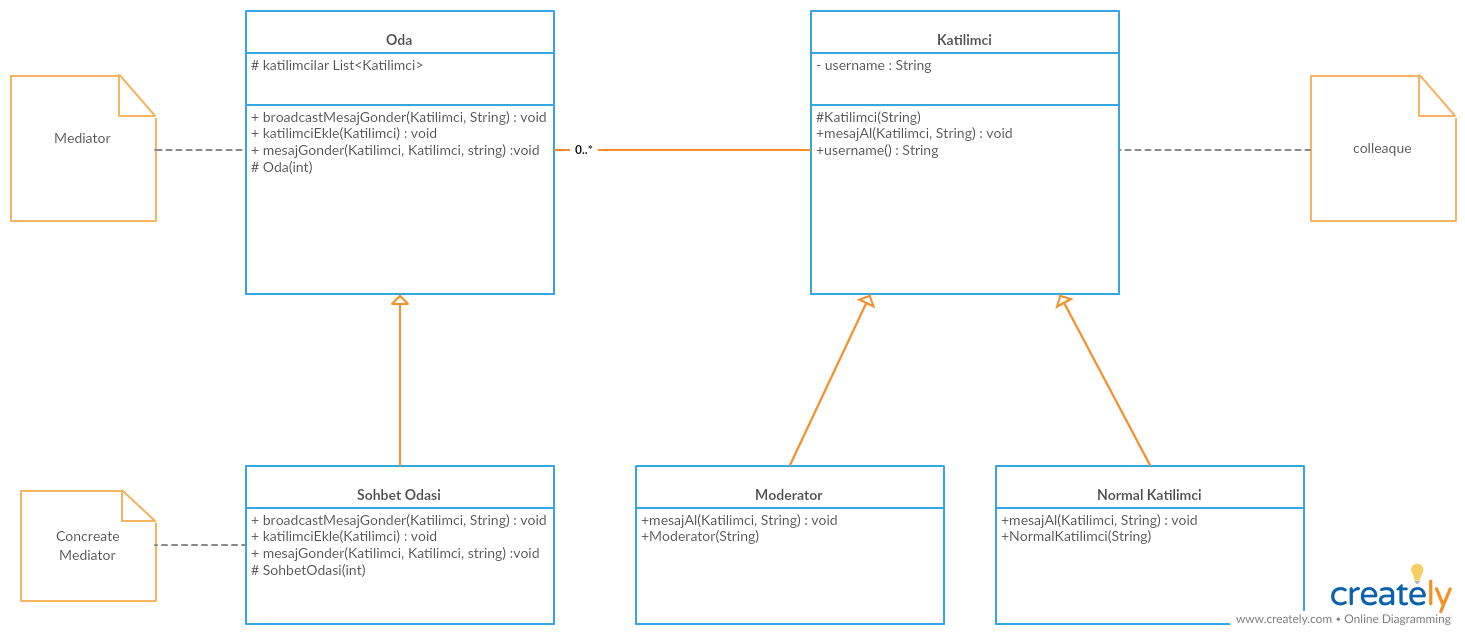 Oda
# katilimcilar List<Katilimci>
+ broadcastMesajGonder(Katilimci, String) : void
+ katilimciEkle(Katilimci) : void
+ mesajGonder(Katilimci, Katilimci, string) :void
# Oda(int)
Mediator
0..*
Katilimci
- username : String
#Katilimci(String)
+mesajAl(Katilimci, String) : void
+username() : String
colleaque
Concreate
Mediator
Sohbet Odasi
+ broadcastMesajGonder(Katilimci, String) : void
+ katilimciEkle(Katilimci) : void
+ mesajGonder(Katilimci, Katilimci, string) :void
# SohbetOdasi(int)
Moderator
+mesajAl(Katilimci, String) : void
+Moderator(String)
Normal Katilimci
+mesajAl(Katilimci, String) : void
+NormalKatilimci(String)
creately
www.creately.com • Online Diagramming